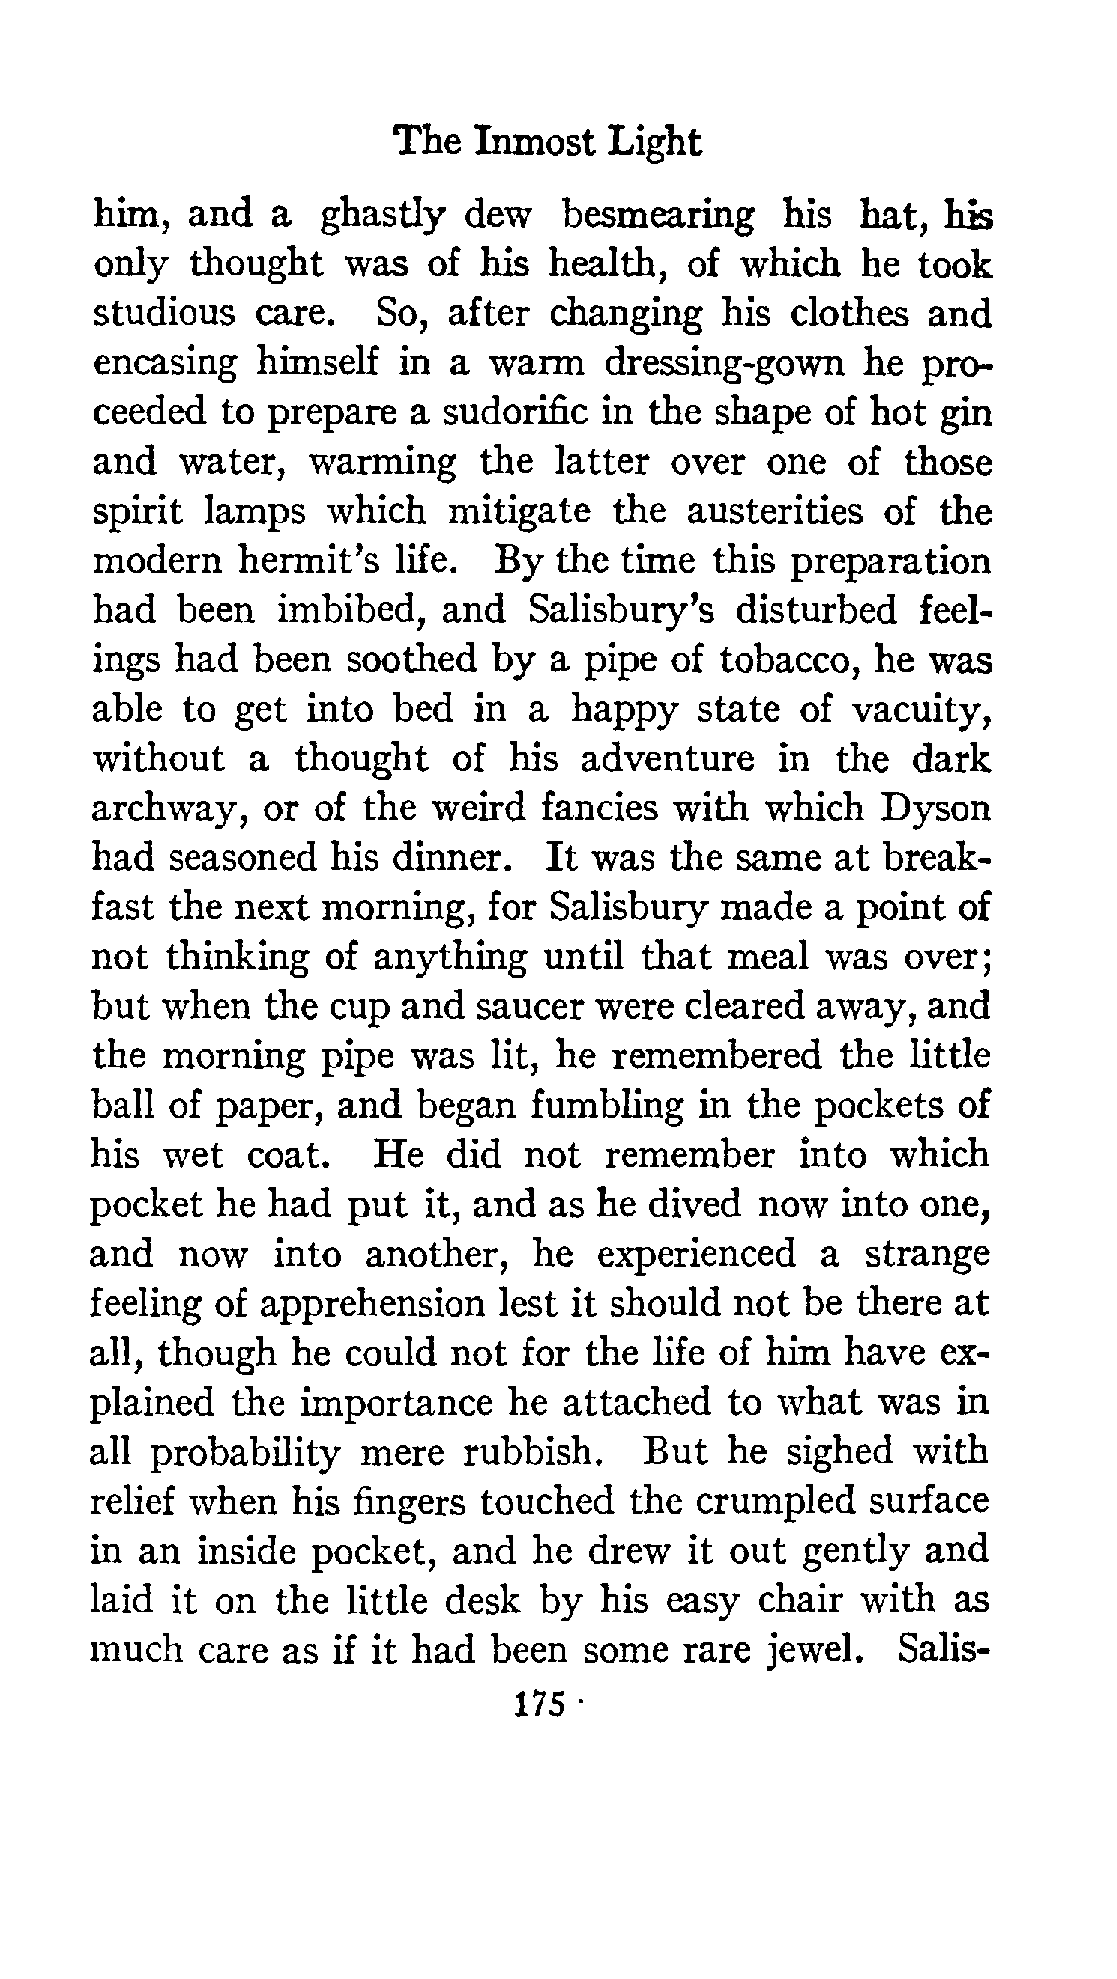 The Inmost Light
him, and a ghastly dew besmearing his hat, his
only thought was of his health, of which he took
studious care. So, after changing his clothes and
encasing himself in a warm dressing-gown he pro-
ceeded to prepare a sudorific in the shape of hot gin
and water, warming the latter over one of those
spirit lamps which mitigate the austerities of the
modern hermit's life. By the time this preparation
had been imbibed, and Salisbury's disturbed feel-
ings had been soothed by a pipe of tobacco, he was
able to get into bed in a happy state of vacuity,
without a thought of his adventure in the dark
archway, or of the weird fancies with which Dyson
had seasoned his dinner. It was the same at break-
fast the next morning, for Salisbury made a point of
not thinking of anything until that meal was over;
but when the cup and saucer were cleared away, and
the morning pipe was lit, he remembered the little
ball of paper, and began fumbling in the pockets of
his wet coat. He did not remember into which
pocket he had put it, and as he dived now into one,
and now into another, he experienced a strange
feeling of apprehension lest it should not be there at
all, though he could not for the life of him have ex-
plained the importance he attached to what was in
all probability mere rubbish. But he sighed with
relief when his fingers touched the crumpled surface
in an inside pocket, and he drew it out gently and
laid it on the little desk by his easy chair with as
much care as if it had been some rare jewel. Salis-
175